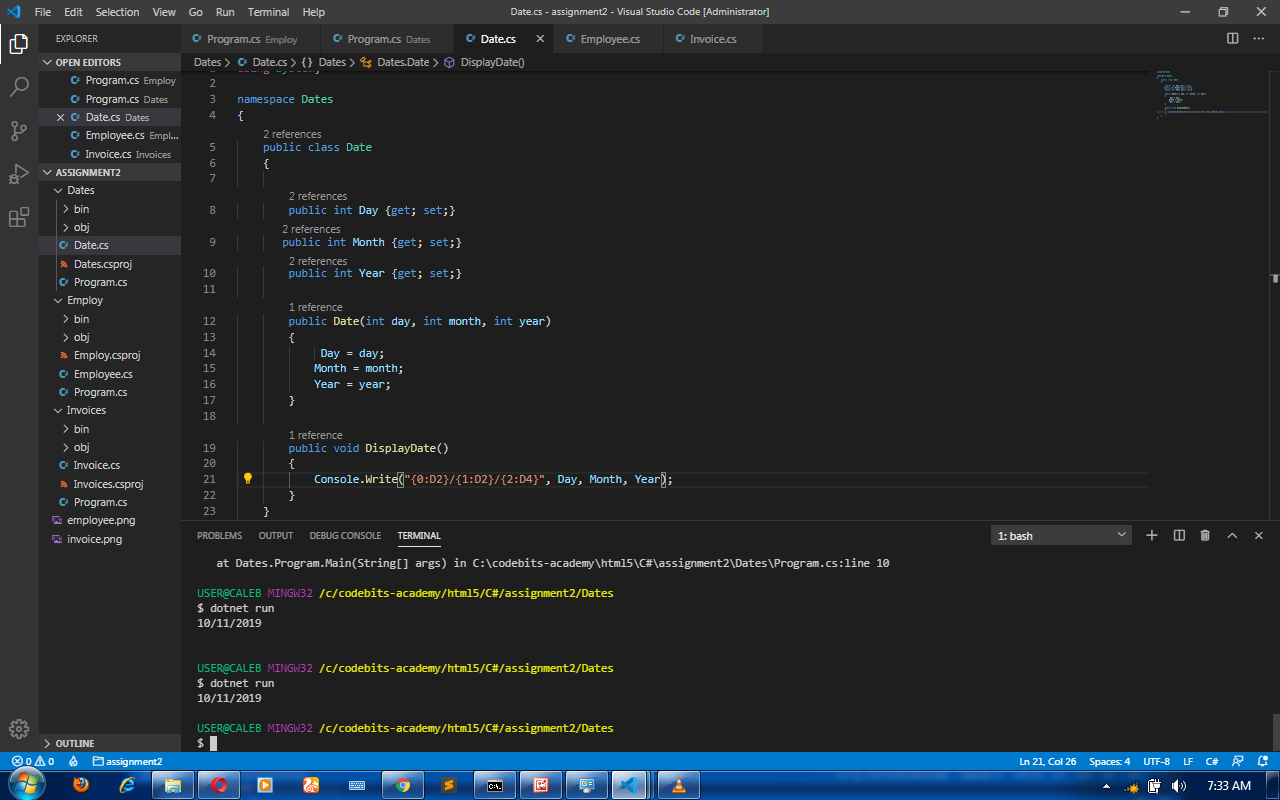 File Edit Selection View Go Run Terminal Help Date.cs - assignment2 - Visual Studio Code [Administrator]
EXPLORER
OPEN EDITORS
Program.cs Employ
Program.cs Dates
Date.cs Dates
Employee.cs Empl...
Invoice.cs Invoices
ASSIGNMENT2
Dates
bin
obj
Date.cs
Dates.csproj
Program.cs
Employ
bin
obj
Employ.csproj
Employee.cs
Program.cs
Invoices
bin
obj
Invoice.cs
Invoices.csproj
Program.cs
employee.png
invoice.png
OUTLINE
Program.cs Employ Program.cs Dates Date.cs Employee.cs Invoice.cs
Dates > Date.cs > {} Dates > Dates.Date > DisplayDate()
1 using System;
2
3 namespace Dates
4 {
2 references
5 public class Date
6 {
7
2 references
8 public int Day {get; set;}
2 references
9 public int Month {get; set;}
2 references
10 public int Year {get; set;}
11
1 reference
12 public Date(int day, int month, int year)
13 {
14 Day = day;
15 Month = month;
16 Year = year;
17 }
18
1 reference
19 public void DisplayDate()
20 {
21 Console.Write("{0:D2}/{1:D2}/{2:D4}", Day, Month, Year);
22 }
23 }
PROBLEMS OUTPUT DEBUG CONSOLE TERMINAL 1: bash
at Dates.Program.Main(String[] args) in C:\codebits-academy\html5\C#\assignment2\Dates\Program.cs:line 10
USER@CALEB MINGW32 /c/codebits-academy/html5/C#/assignment2/Dates
$ dotnet run
10/11/2019
USER@CALEB MINGW32 /c/codebits-academy/html5/C#/assignment2/Dates
$ dotnet run
10/11/2019
USER@CALEB MINGW32 /c/codebits-academy/html5/C#/assignment2/Dates
$
0 0 assignment2 Ln 21, Col 26 Spaces: 4 UTF-8 LF C#
7:33 AM